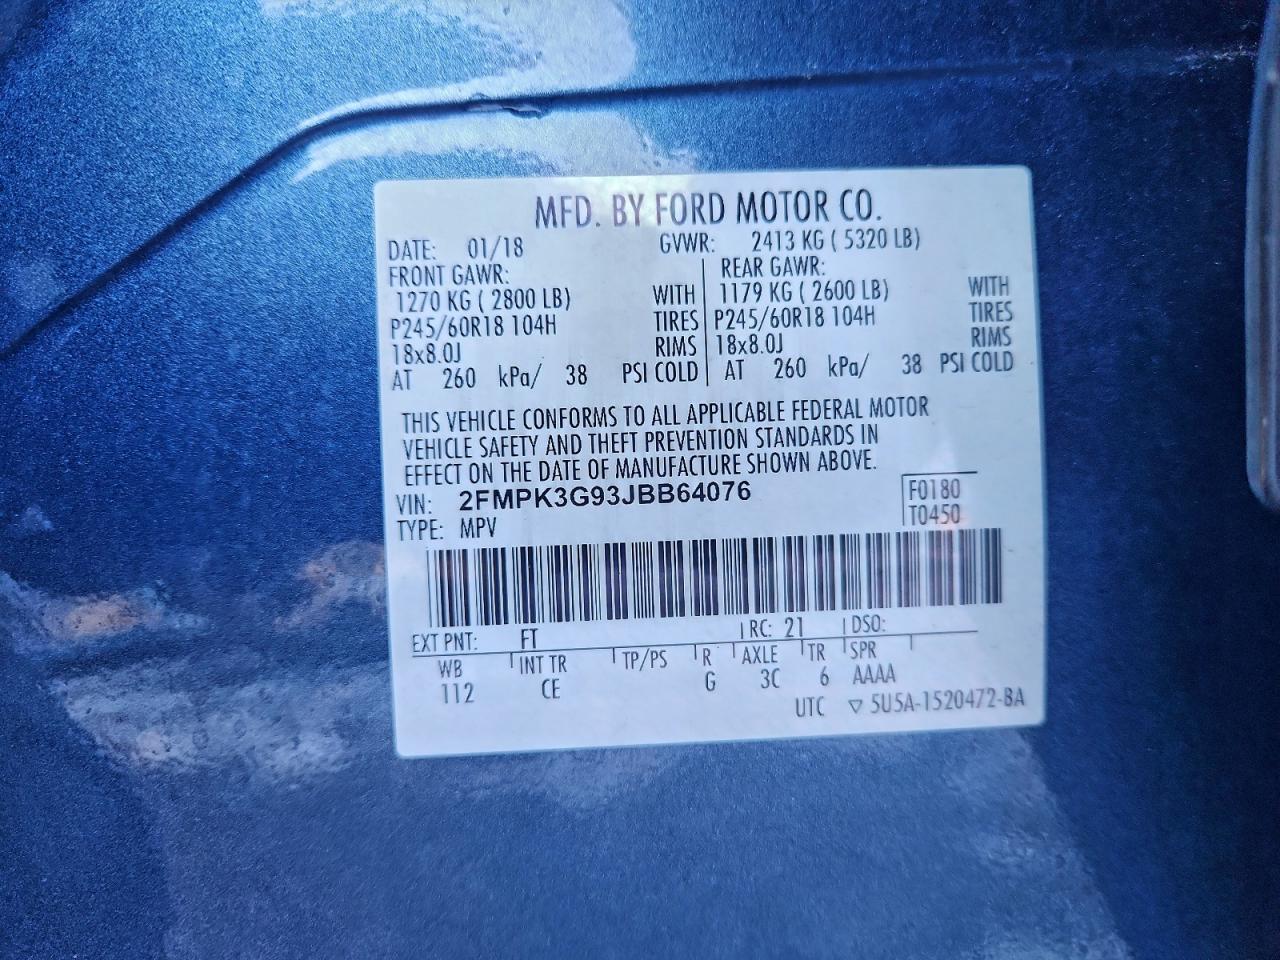 MFD. BY FORD MOTOR CO.
DATE: 01/18 GVWR: 2413 KG ( 5320 LB)
FRONT GAWR: REAR GAWR:
1270 KG ( 2800 LB) WITH 1179 KG ( 2600 LB) WITH
P245/60R18 104H TIRES P245/60R18 104H TIRES
18x8.0J RIMS 18x8.0J RIMS
AT 260 kPa/ 38 PSI COLD AT 260 kPa/ 38 PSI COLD
THIS VEHICLE CONFORMS TO ALL APPLICABLE FEDERAL MOTOR
VEHICLE SAFETY AND THEFT PREVENTION STANDARDS IN
EFFECT ON THE DATE OF MANUFACTURE SHOWN ABOVE.
VIN: 2FMPK3G93JBB64076 F0180
TYPE: MPV T0450
EXT PNT: FT RC: 21 DSO:
WB INT TR TP/PS R AXLE TR SPR
112 CE G 3C 6 AAAA
UTC ▽ 5U5A-1520472-BA